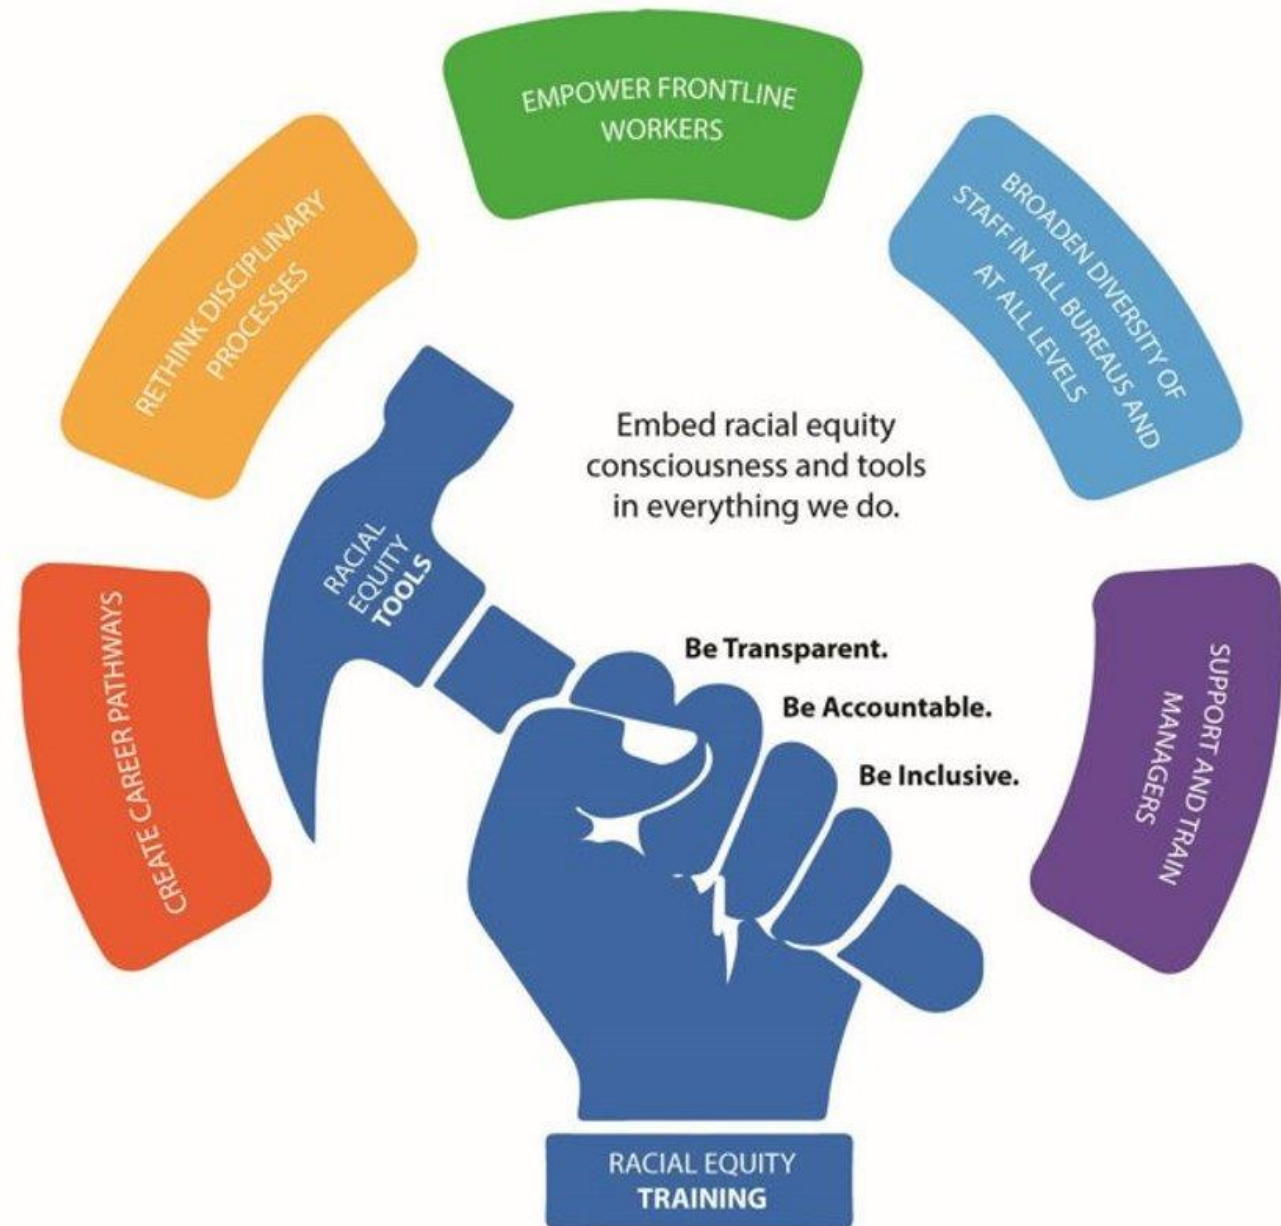 EMPOWER FRONTLINE
WORKERS
RETHINK DISCIPLINARY
PROCESSES
BROADEN DIVERSITY OF
STAFF IN ALL BUREAUS AND
AT ALL LEVELS
Embed racial equity
consciousness and tools
in everything we do.
RACIAL
EQUITY
TOOLS
CREATE CAREER PATHWAYS
Be Transparent.
Be Accountable.
Be Inclusive.
SUPPORT AND TRAIN
MANAGERS
RACIAL EQUITY
TRAINING